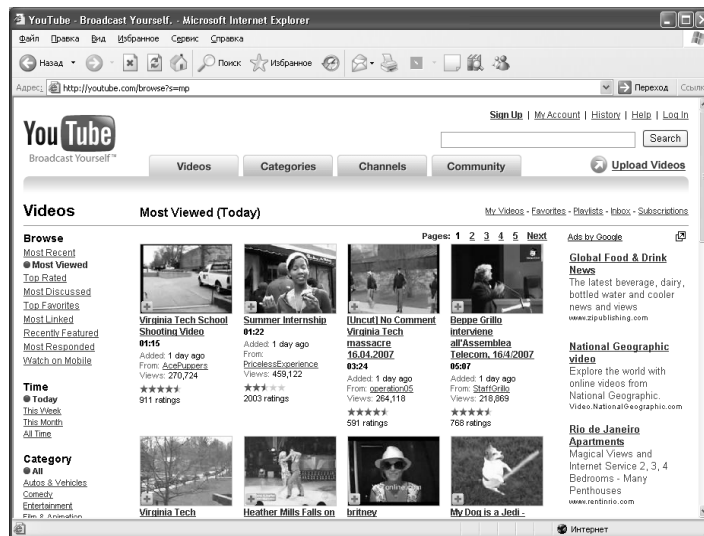 YouTube - Broadcast Yourself. - Microsoft Internet Explorer
Файл Правка Вид Избранное Сервис Справка
Назад Поиск Избранное
Адрес: http://youtube.com/browse?s=mp Переход Ссылк
Sign Up | My Account | History | Help | Log In
YouTube
Broadcast Yourself™
Search
Videos Categories Channels Community Upload Videos
Videos
Most Viewed (Today)
My Videos - Favorites - Playlists - Inbox - Subscriptions
Pages: 1 2 3 4 5 Next
Browse
Most Recent
Most Viewed
Top Rated
Most Discussed
Top Favorites
Most Linked
Recently Featured
Most Responded
Watch on Mobile
Time
Today
This Week
This Month
All Time
Category
All
Autos & Vehicles
Comedy
Entertainment
Film & Animation
Virginia Tech School
Shooting Video
01:15
Added: 1 day ago
From: AcePuppers
Views: 270,724
911 ratings
Summer Internship
01:22
Added: 1 day ago
From:
PricelessExperience
Views: 459,122
2003 ratings
[Uncut] No Comment
Virginia Tech
massacre
16.04.2007
03:24
Added: 1 day ago
From: operation05
Views: 264,118
591 ratings
Beppe Grillo
interviene
all'Assemblea
Telecom, 16/4/2007
05:07
Added: 1 day ago
From: StaffGrillo
Views: 218,869
768 ratings
Virginia Tech
Heather Mills Falls on
britney
My Dog is a Jedi -
Ads by Google
Global Food & Drink
News
The latest beverage, dairy,
bottled water and cooler
news and views
www.zipublishing.com
National Geographic
video
Explore the world with
online videos from
National Geographic.
Video.NationalGeographic.com
Rio de Janeiro
Apartments
Magical Views and
Internet Service 2, 3, 4
Bedrooms - Many
Penthouses
www.rentinrio.com
Интернет